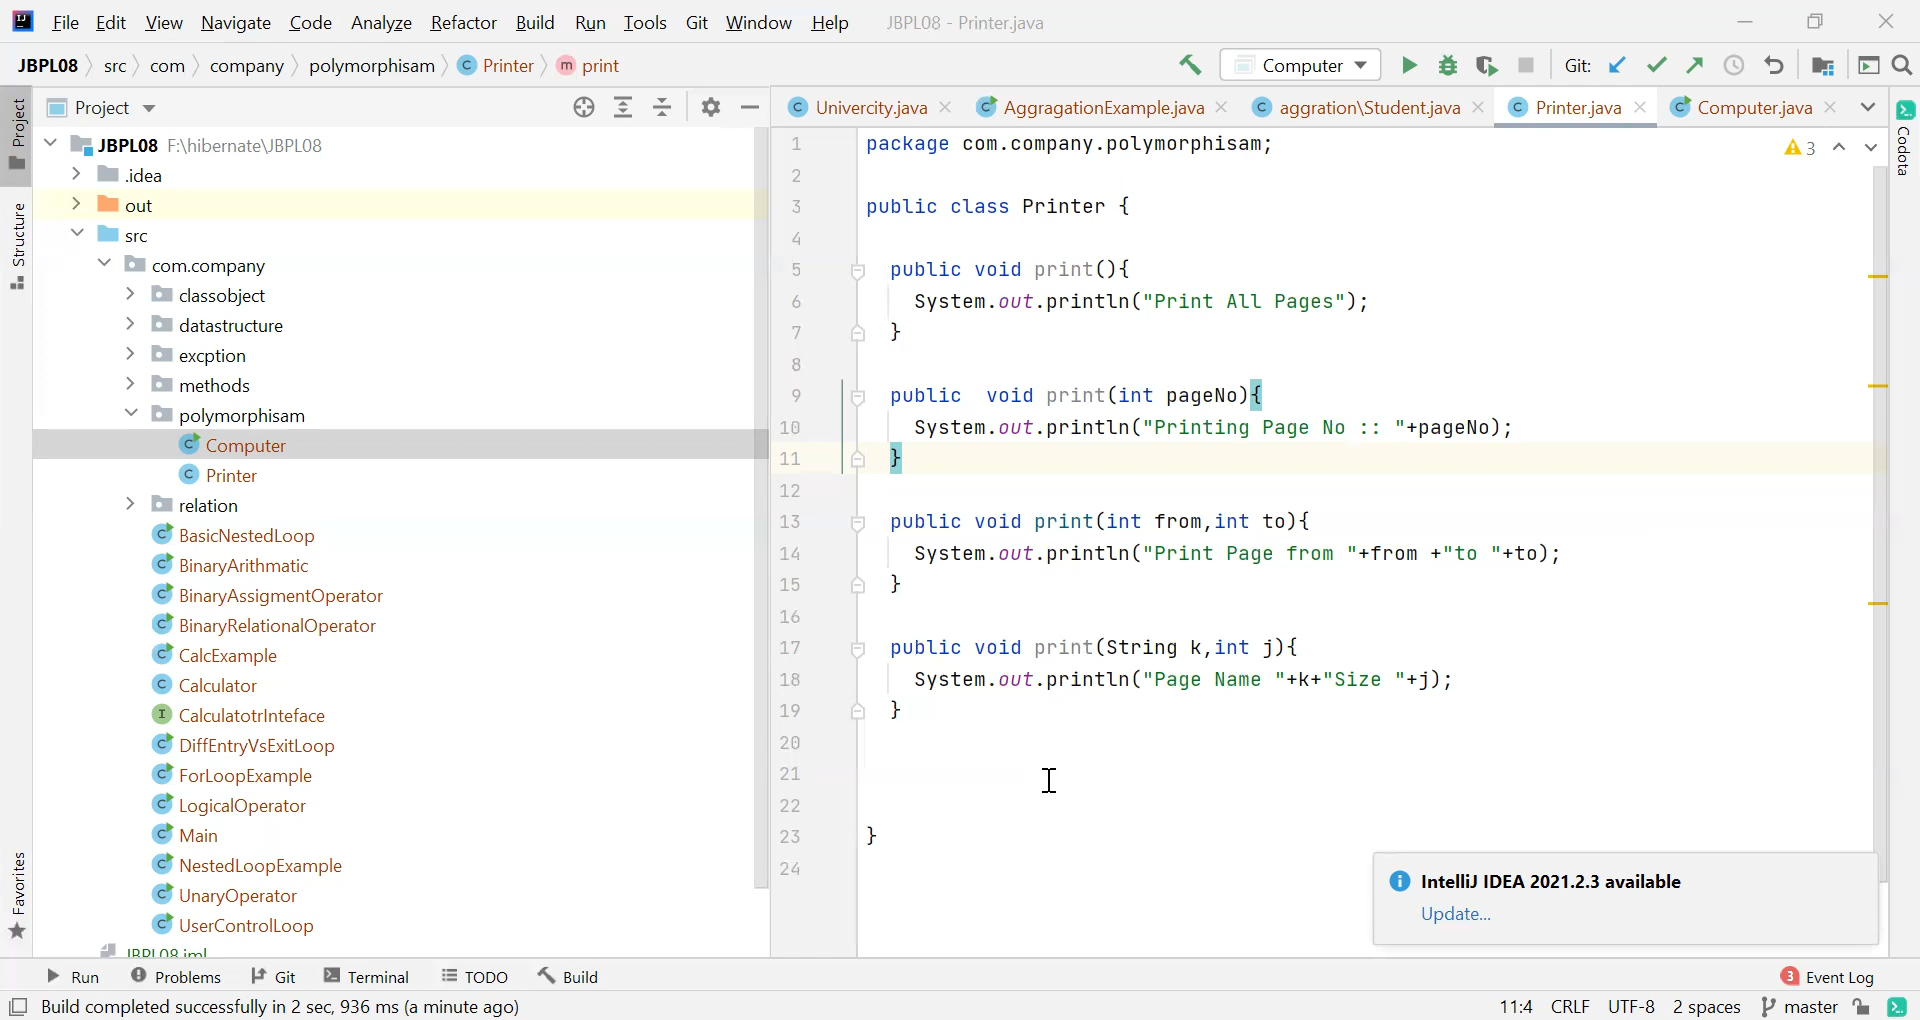 File Edit View Navigate Code Analyze Refactor Build Run Tools Git Window Help JBPL08 - Printer.java
JBPL08 src com company polymorphisam Printer print Computer Git:
Project
Structure
Favorites
Codota
Project
Univercity.java AggragationExample.java aggration\Student.java Printer.java Computer.java
JBPL08 F:\hibernate\JBPL08
.idea
out
src
com.company
classobject
datastructure
excption
methods
polymorphisam
Computer
Printer
relation
BasicNestedLoop
BinaryArithmatic
BinaryAssigmentOperator
BinaryRelationalOperator
CalcExample
Calculator
CalculatotrInteface
DiffEntryVsExitLoop
ForLoopExample
LogicalOperator
Main
NestedLoopExample
UnaryOperator
UserControlLoop
JBPL08.iml
3
1 package com.company.polymorphisam;
2
3 public class Printer {
4
5 public void print(){
6 System.out.println("Print All Pages");
7 }
8
9 public  void print(int pageNo){
10 System.out.println("Printing Page No :: "+pageNo);
11 }
12
13 public void print(int from,int to){
14 System.out.println("Print Page from "+from +"to "+to);
15 }
16
17 public void print(String k,int j){
18 System.out.println("Page Name "+k+"Size "+j);
19 }
20
21
22
23 }
24
IntelliJ IDEA 2021.2.3 available
Update...
Run Problems Git Terminal TODO Build 3 Event Log
Build completed successfully in 2 sec, 936 ms (a minute ago) 11:4 CRLF UTF-8 2 spaces master